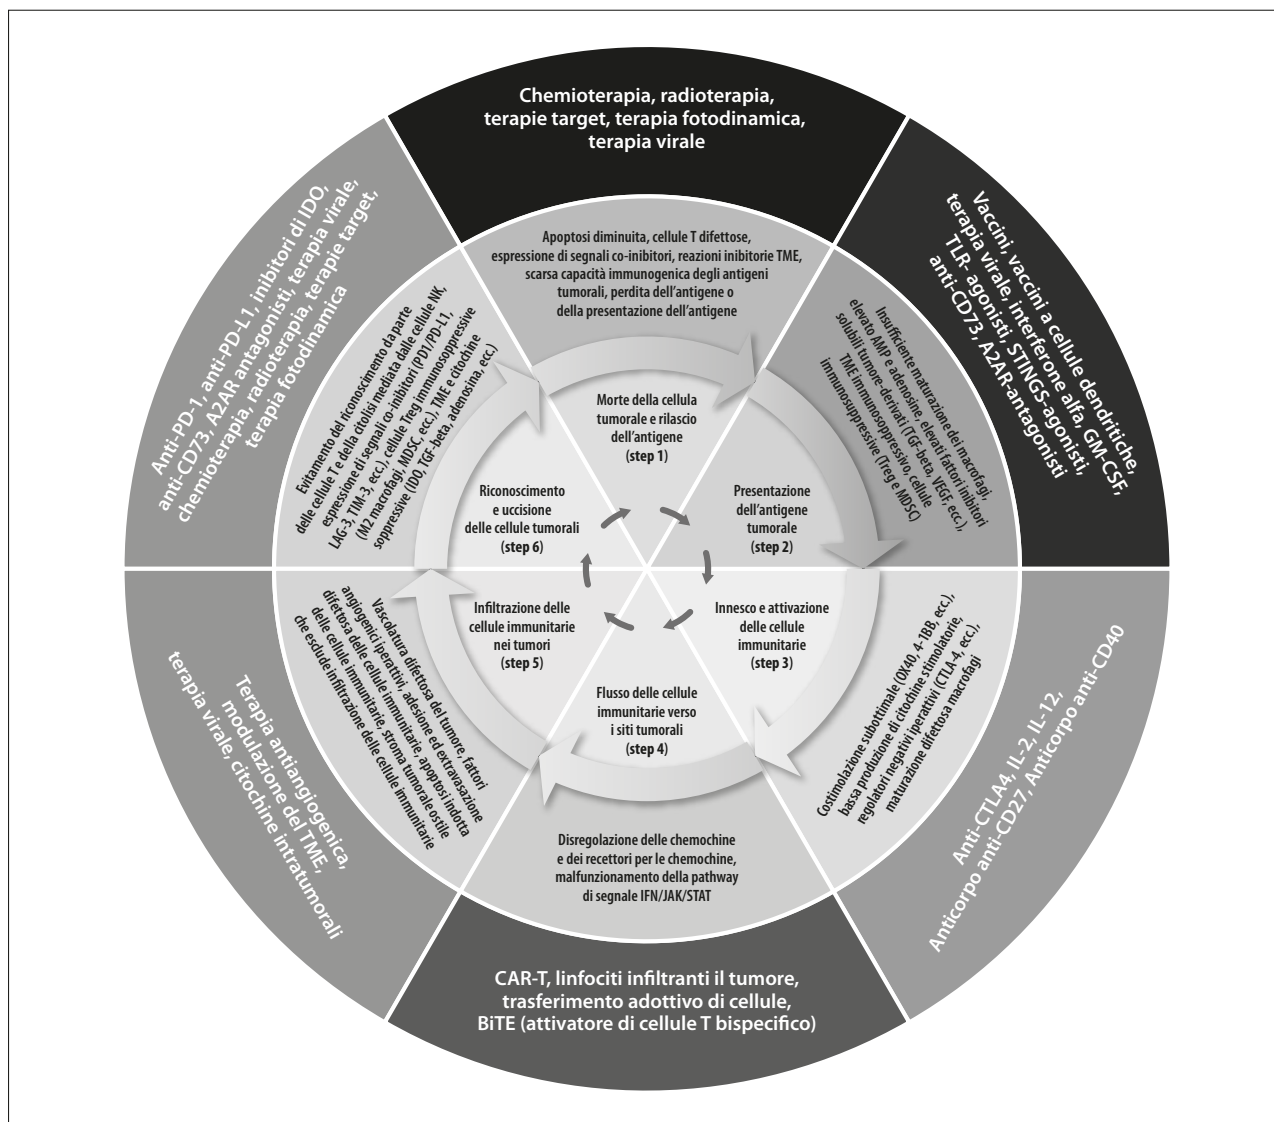 Chemioterapia, radioterapia,
terapie target, terapia fotodinamica,
terapia virale
Vaccini, vaccini a cellule dendritiche,
terapia virale, interferone alfa, GM-CSF,
TLR- agonisti, STINGS-agonisti,
anti-CD73, A2AR-antagonisti
Anti-CTLA4, IL-2, IL-12,
Anticorpo anti-CD27, Anticorpo anti-CD40
CAR-T, linfociti infiltranti il tumore,
trasferimento adottivo di cellule,
BiTE (attivatore di cellule T bispecifico)
Terapia antiangiogenica,
modulazione del TME,
terapia virale, citochine intratumorali
Anti-PD-1, anti-PD-L1, inibitori di IDO,
anti-CD73, A2AR antagonisti, terapia virale,
chemioterapia, radioterapia, terapie target,
terapia fotodinamica
Apoptosi diminuita, cellule T difettose,
espressione di segnali co-inibitori, reazioni inibitorie TME,
scarsa capacità immunogenica degli antigeni
tumorali, perdita dell'antigene o
della presentazione dell'antigene
Insufficiente maturazione dei macrofagi,
elevato AMP e adenosine, elevati fattori inibitori
solubili tumore-derivati (TGF-beta, VEGF, ecc.),
TME immunosoppressivo, cellule
immunosuppressive (Treg e MDSC)
Costimolazione subottimale (OX40, 4-1BB, ecc.),
bassa produzione di citochine stimolatorie,
regolatori negativi iperattivi (CTLA-4, ecc.),
maturazione difettosa macrofagi
Disregolazione delle chemochine
e dei recettori per le chemochine,
malfunzionamento della pathway
di segnale IFN/JAK/STAT
Vascolatura difettosa del tumore, fattori
angiogenici iperattivi, adesione ed extravasazione
difettosa delle cellule immunitarie, apoptosi indotta
delle cellule immunitarie, stroma tumorale ostile
che esclude infiltrazione delle cellule immunitarie
Evitamento del riconoscimento da parte
delle cellule T e della citolisi mediata dalle cellule NK,
espressione di segnali co-inibitori (PD1/PD-L1,
LAG-3, TIM-3, ecc.), cellule Treg immunosoppressive
(M2 macrofagi, MDSC, ecc.), TME e citochine
soppressive (IDO, TGF-beta, adenosina, ecc.)
Morte della cellula
tumorale e rilascio
dell'antigene
(step 1)
Presentazione
dell'antigene
tumorale
(step 2)
Innesco e attivazione
delle cellule
immunitarie
(step 3)
Flusso delle cellule
immunitarie verso
i siti tumorali
(step 4)
Infiltrazione delle
cellule immunitarie
nei tumori
(step 5)
Riconoscimento
e uccisione
delle cellule tumorali
(step 6)